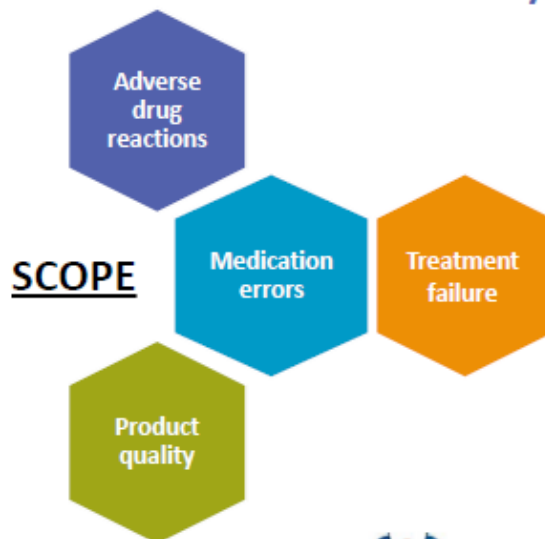 Adverse
drug
reactions
SCOPE
Medication
errors
Treatment
failure
Product
quality